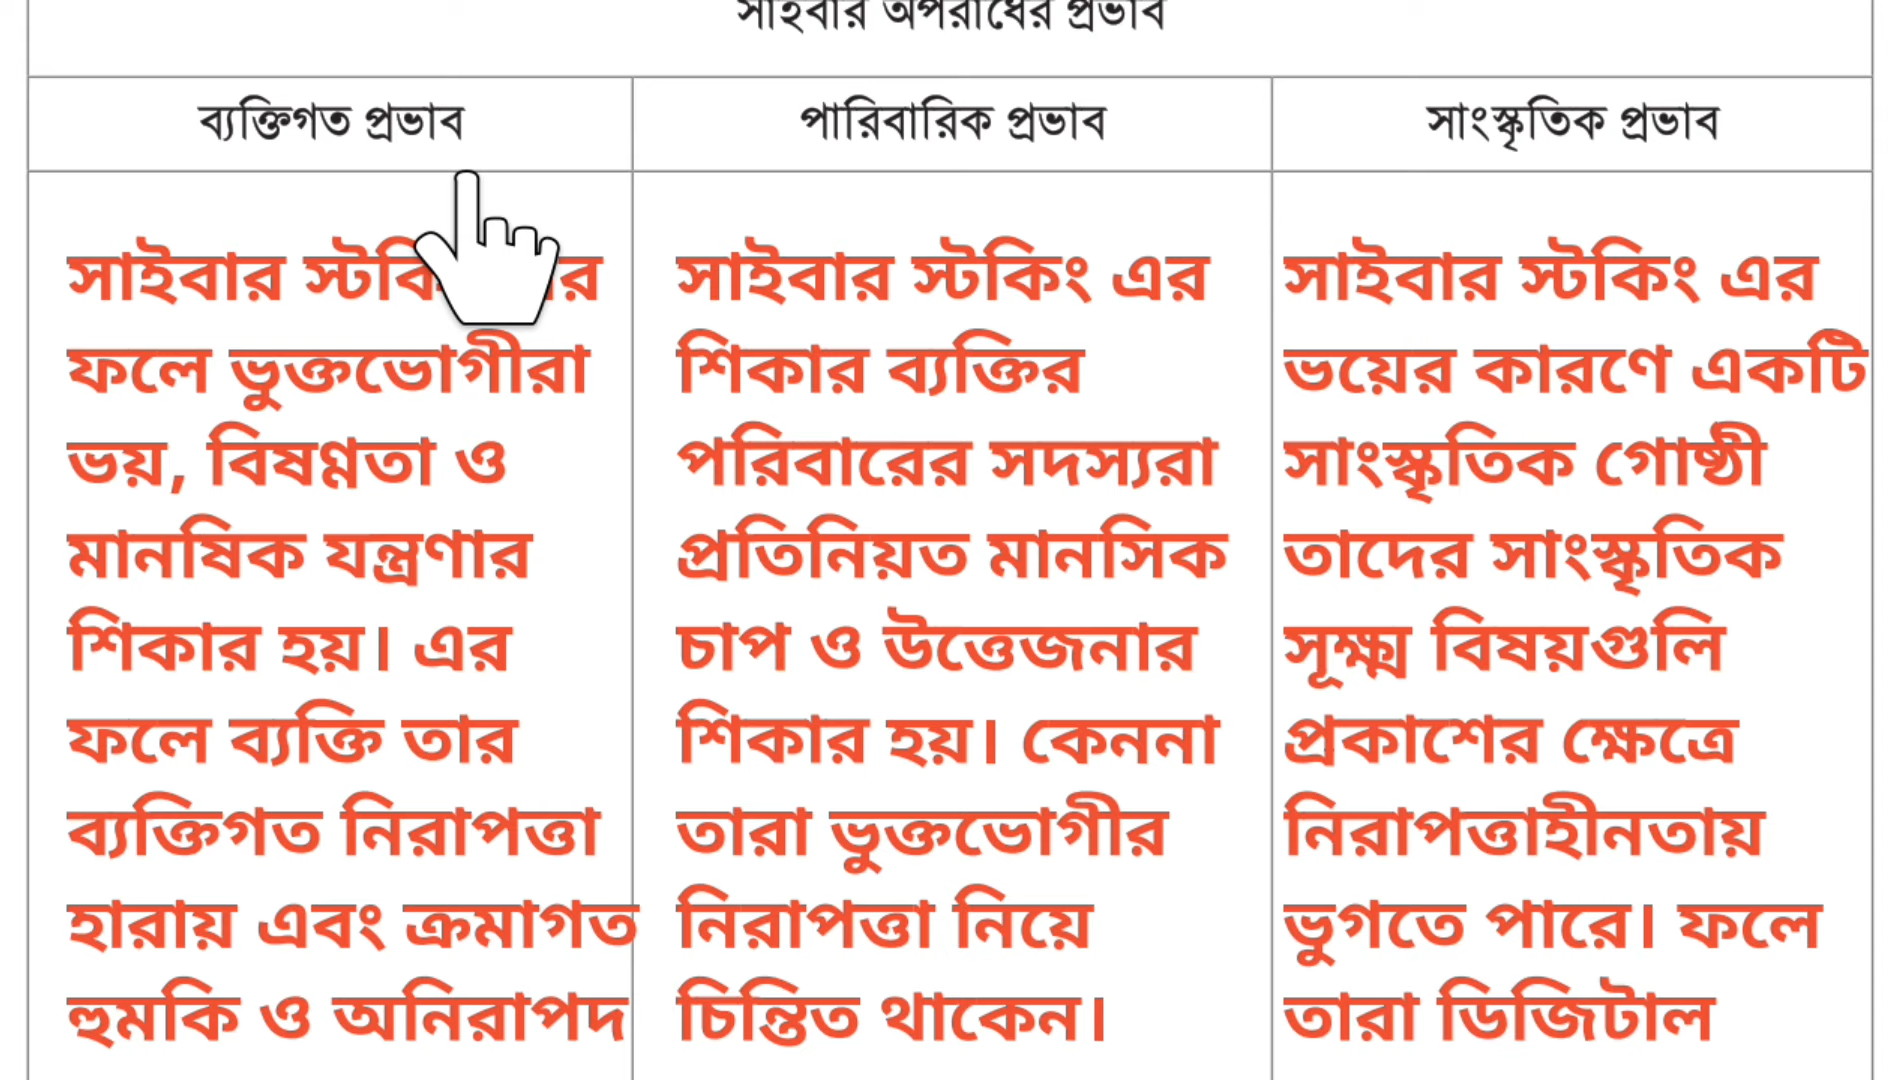 সাইবার অপরাধের প্রভাব
ব্যক্তিগত প্রভাব
পারিবারিক প্রভাব
সাংস্কৃতিক প্রভাব
সাইবার
ফলে ভুক্তভোগীরা
ভয়, বিষণ্নতা ও
মানষিক যন্ত্রণার
শিকার হয়। এর
ফলে ব্যক্তি তার
ব্যক্তিগত নিরাপত্তা
হারায় এবং ক্রমাগত
হুমকি ও অনিরাপদ
সাইবার স্টকিং এর
শিকার ব্যক্তির
পরিবারের সদস্যরা
প্রতিনিয়ত মানসিক
চাপ ও উত্তেজনার
শিকার হয়। কেননা
তারা ভুক্তভোগীর
নিরাপত্তা নিয়ে
চিন্তিত থাকেন।
সাইবার স্টকিং এর
ভয়ের কারণে একটি
সাংস্কৃতিক গোষ্ঠী
তাদের সাংস্কৃতিক
সূক্ষ্ম বিষয়গুলি
প্রকাশের ক্ষেত্রে
নিরাপত্তাহীনতায়
ভুগতে পারে। ফলে
তারা ডিজিটাল